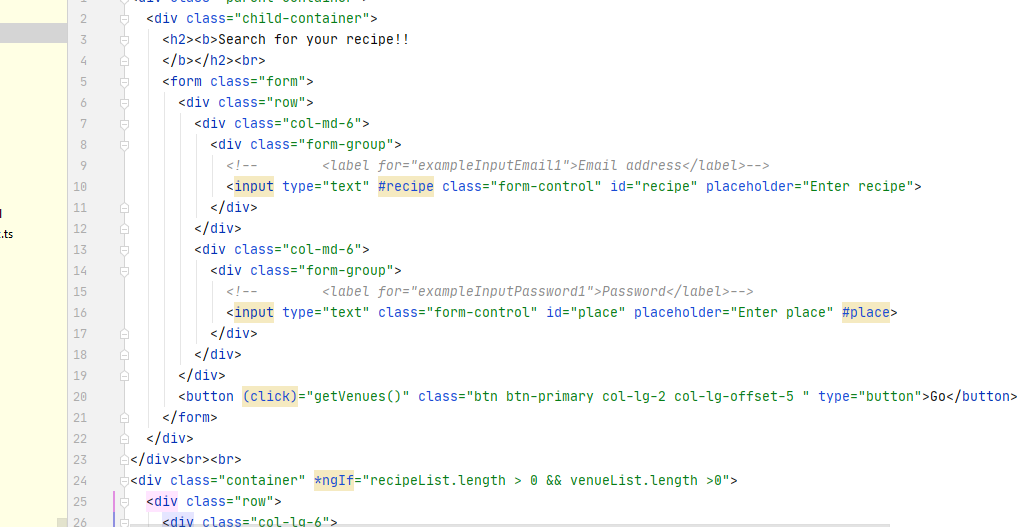 1 <div class="parent-container">
2 <div class="child-container">
3 <h2><b>Search for your recipe!!
4 </b></h2><br>
5 <form class="form">
6 <div class="row">
7 <div class="col-md-6">
8 <div class="form-group">
9 <!-- <label for="exampleInputEmail1">Email address</label>-->
10 <input type="text" #recipe class="form-control" id="recipe" placeholder="Enter recipe">
11 </div>
12 </div>
13 <div class="col-md-6">
14 <div class="form-group">
15 <!-- <label for="exampleInputPassword1">Password</label>-->
16 <input type="text" class="form-control" id="place" placeholder="Enter place" #place>
17 </div>
18 </div>
19 </div>
.ts
20 <button (click)="getVenues()" class="btn btn-primary col-lg-2 col-lg-offset-5 " type="button">Go</button>
21 </form>
22 </div>
23 </div><br><br>
24 <div class="container" *ngIf="recipeList.length > 0 && venueList.length >0">
25 <div class="row">
26 <div class="col-lg-6">